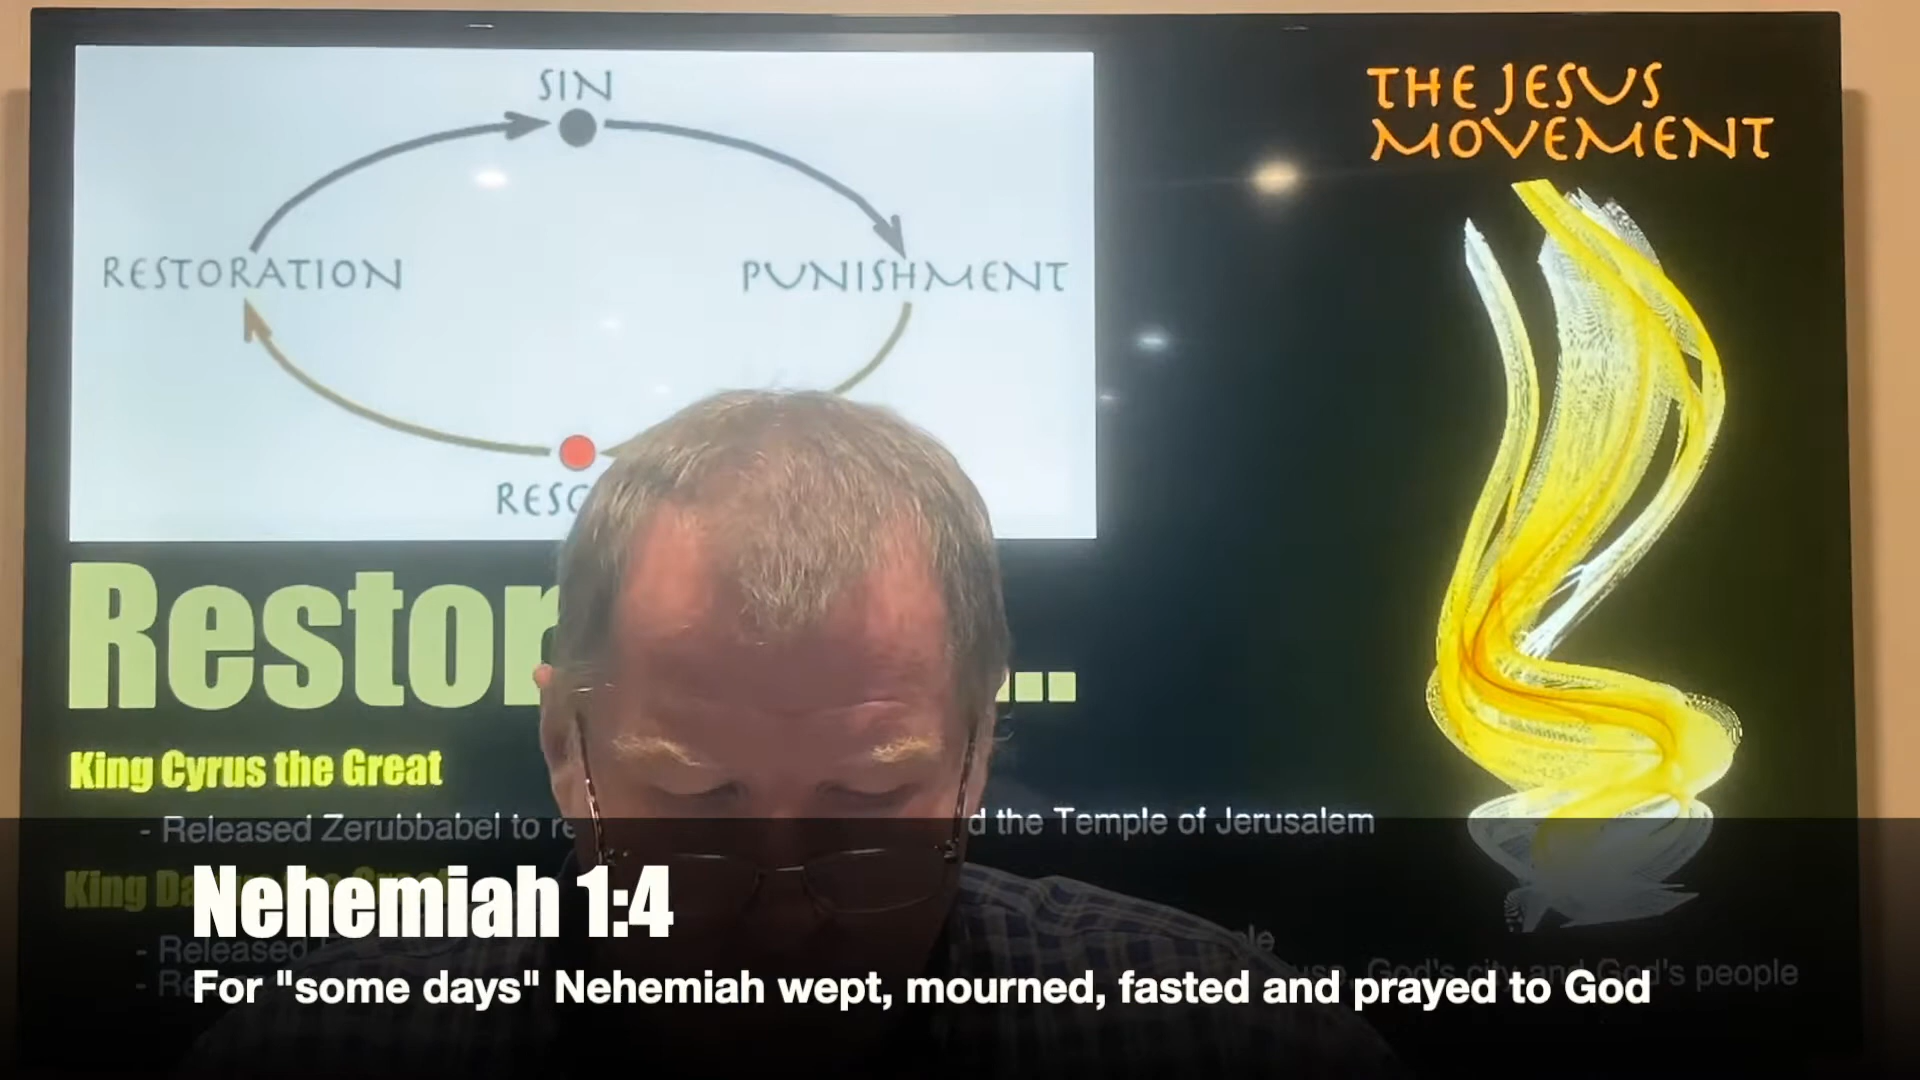 SIN
THE JESUS
MOVEMENT
RESTORATION
PUNISHMENT
RESC
Restor ...
King Cyrus the Great
- Released Zerubbabel to re d the Temple of Jerusalem
King Da
Nehemiah 1:4
- Released
God's city and God's people
For "some days" Nehemiah wept, mourned, fasted and prayed to God